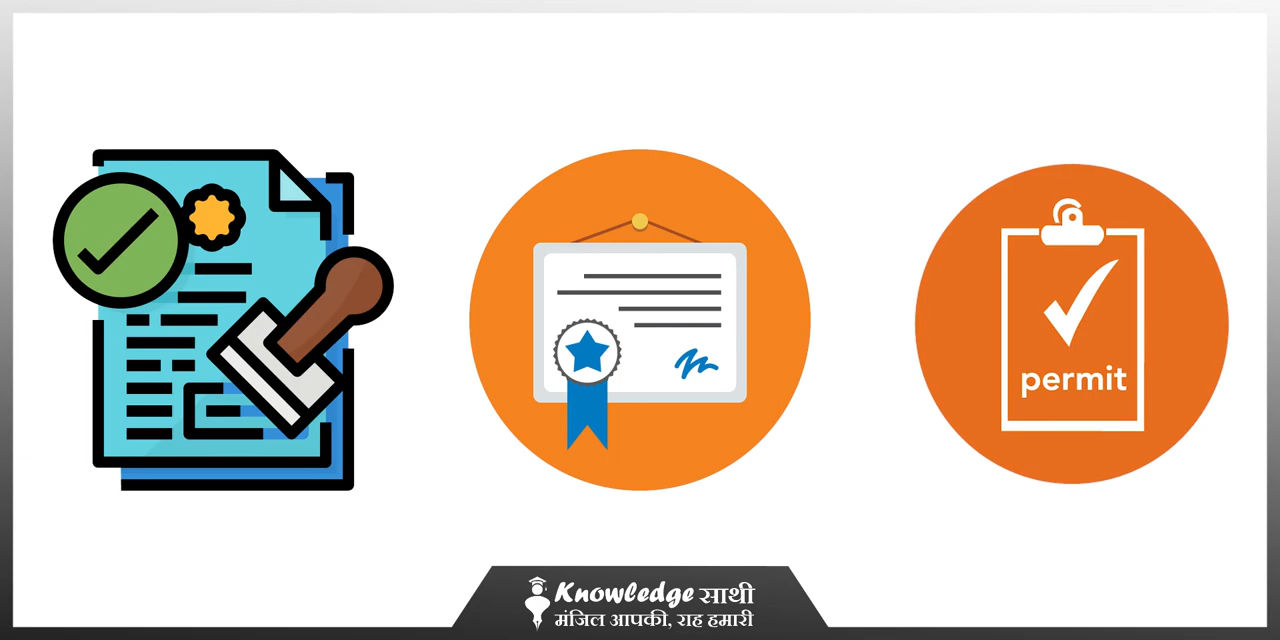 permit
Knowledge साथी
मंजिल आपकी, राह हमारी